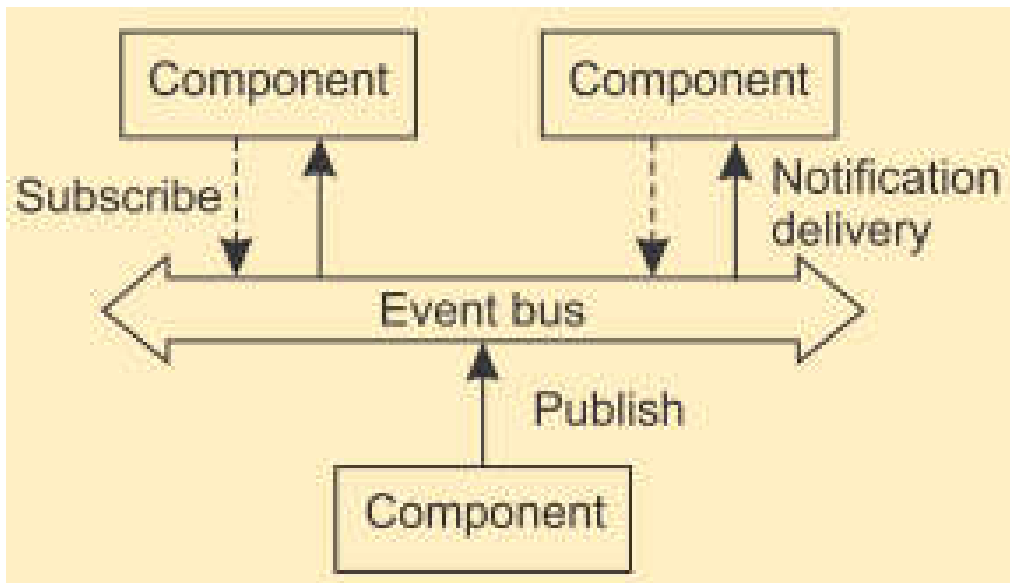 Component
Component
Subscribe
Notification
delivery
Event bus
Publish
Component